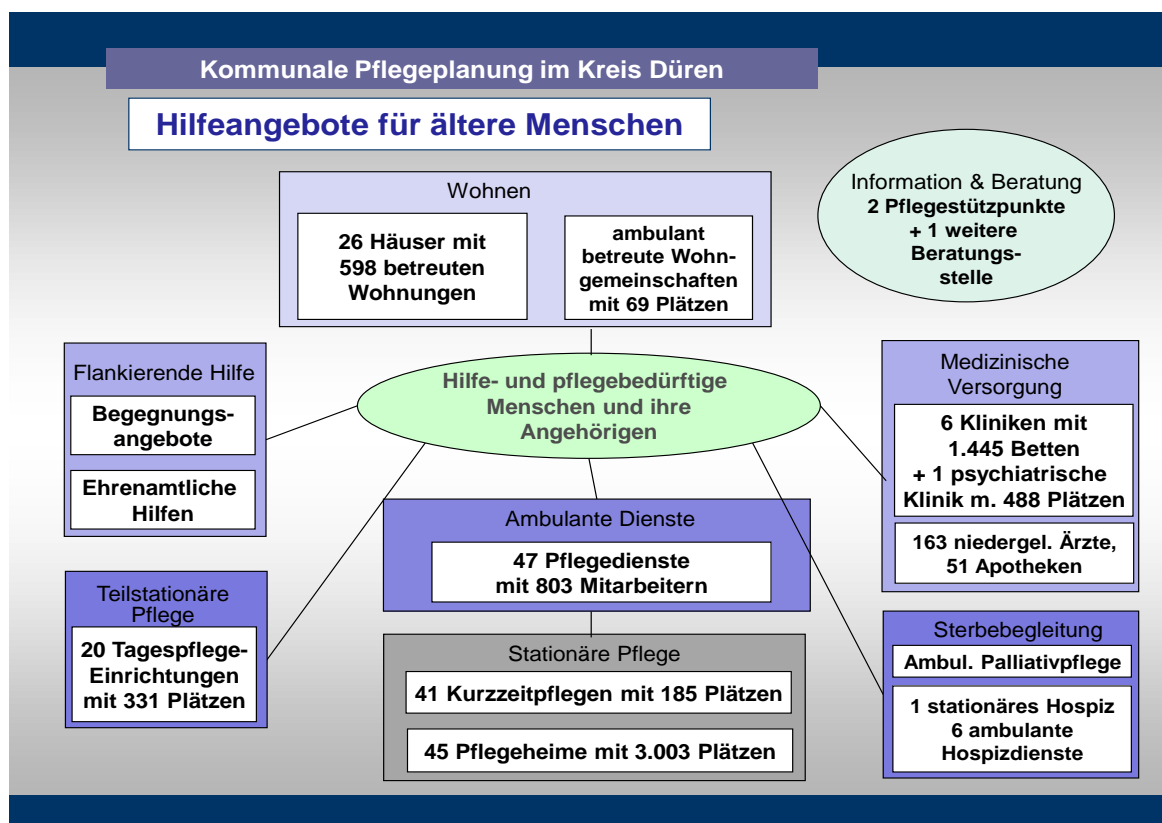 Kommunale Pflegeplanung im Kreis Düren
Hilfeangebote für ältere Menschen
Wohnen
26 Häuser mit
598 betreuten
Wohnungen
ambulant
betreute Wohn-
gemeinschaften
mit 69 Plätzen
Information & Beratung
2 Pflegestützpunkte
+ 1 weitere
Beratungs-
stelle
Flankierende Hilfe
Begegnungs-
angebote
Ehrenamtliche
Hilfen
Hilfe- und pflegebedürftige
Menschen und ihre
Angehörigen
Medizinische
Versorgung
6 Kliniken mit
1.445 Betten
+ 1 psychiatrische
Klinik m. 488 Plätzen
163 niedergel. Ärzte,
51 Apotheken
Ambulante Dienste
47 Pflegedienste
mit 803 Mitarbeitern
Teilstationäre
Pflege
20 Tagespflege-
Einrichtungen
mit 331 Plätzen
Stationäre Pflege
41 Kurzzeitpflegen mit 185 Plätzen
45 Pflegeheime mit 3.003 Plätzen
Sterbebegleitung
Ambul. Palliativpflege
1 stationäres Hospiz
6 ambulante
Hospizdienste